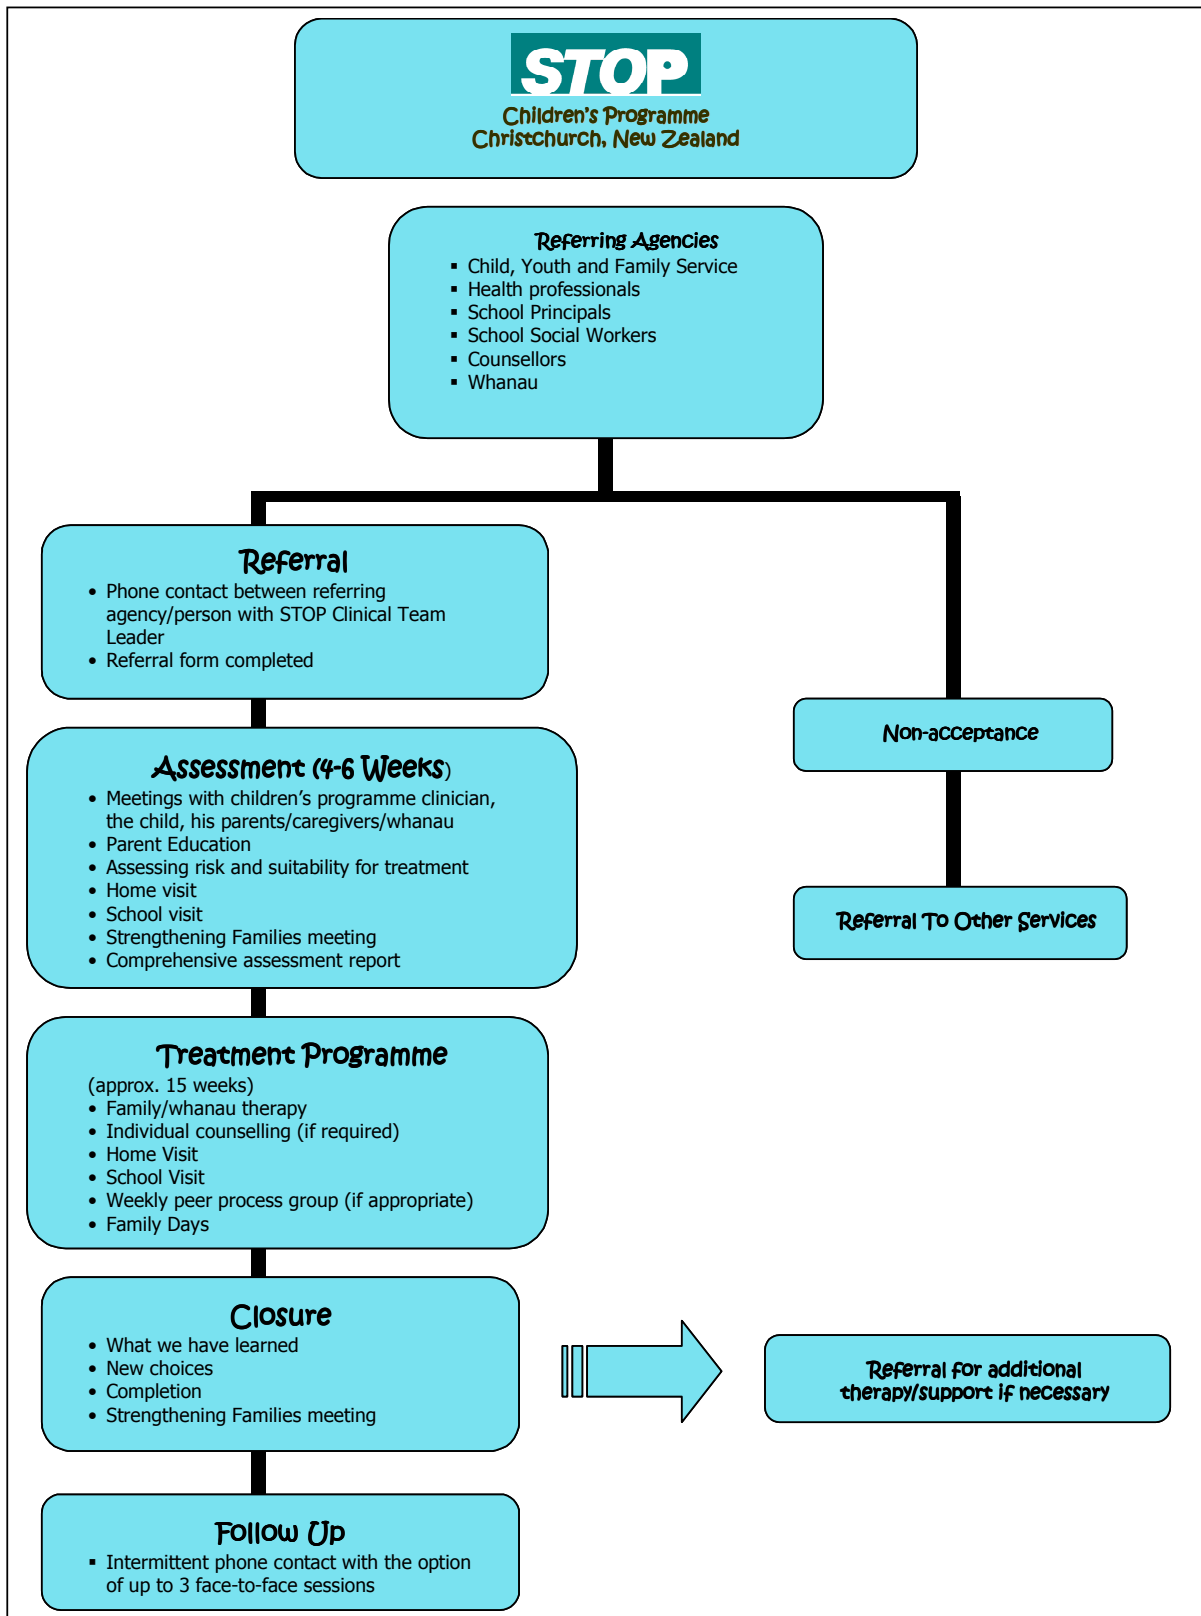 STOP
Children's Programme
Christchurch, New Zealand
Referring Agencies
▪ Child, Youth and Family Service
▪ Health professionals
▪ School Principals
▪ School Social Workers
▪ Counsellors
▪ Whanau
Referral
• Phone contact between referring
agency/person with STOP Clinical Team
Leader
• Referral form completed
Non-acceptance
Assessment (4-6 Weeks)
• Meetings with children's programme clinician,
the child, his parents/caregivers/whanau
• Parent Education
• Assessing risk and suitability for treatment
• Home visit
• School visit
• Strengthening Families meeting
• Comprehensive assessment report
Referral To Other Services
Treatment Programme
(approx. 15 weeks)
• Family/whanau therapy
• Individual counselling (if required)
• Home Visit
• School Visit
• Weekly peer process group (if appropriate)
• Family Days
Closure
• What we have learned
• New choices
• Completion
• Strengthening Families meeting
Referral for additional
therapy/support if necessary
Follow Up
▪ Intermittent phone contact with the option
of up to 3 face-to-face sessions